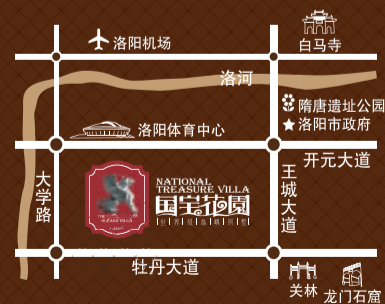 洛阳机场
白马寺
洛河
隋唐遗址公园
洛阳市政府
洛阳体育中心
开元大道
大学路
王城大道
NATIONAL
TREASURE VILLA
国宝花園
牡丹大道
关林
龙门石窟